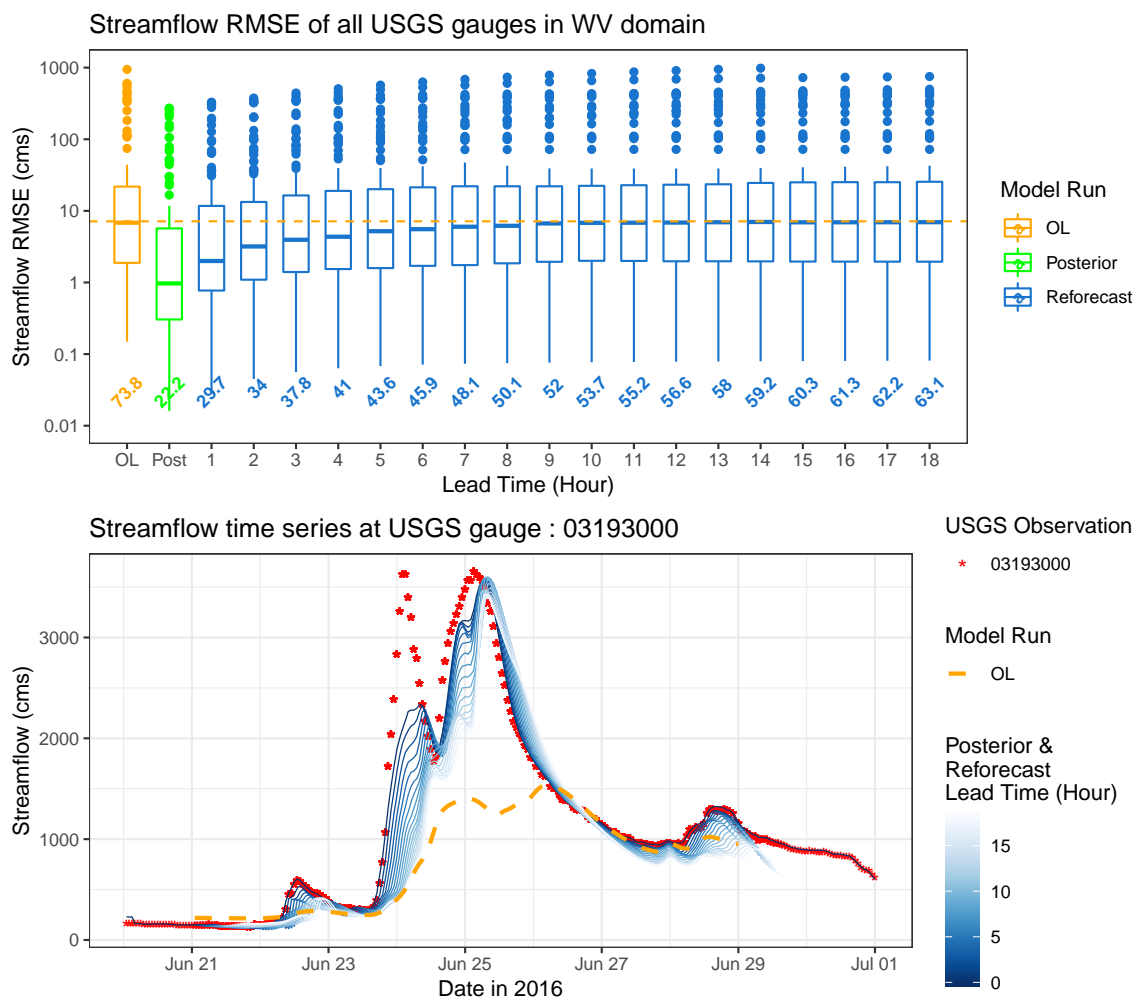 Streamflow RMSE of all USGS gauges in WV domain
1000
100
10
1
0.1
0.01
Streamflow RMSE (cms)
73.8 22.2 29.7 34 37.8 41 43.6 45.9 48.1 50.1 52 53.7 55.2 56.6 58 59.2 60.3 61.3 62.2 63.1
OL Post 1 2 3 4 5 6 7 8 9 10 11 12 13 14 15 16 17 18
Lead Time (Hour)
Model Run
OL
Posterior
Reforecast
Streamflow time series at USGS gauge : 03193000
3000
2000
1000
0
Streamflow (cms)
Jun 21 Jun 23 Jun 25 Jun 27 Jun 29 Jul 01
Date in 2016
USGS Observation
03193000
Model Run
OL
Posterior &
Reforecast
Lead Time (Hour)
15
10
5
0